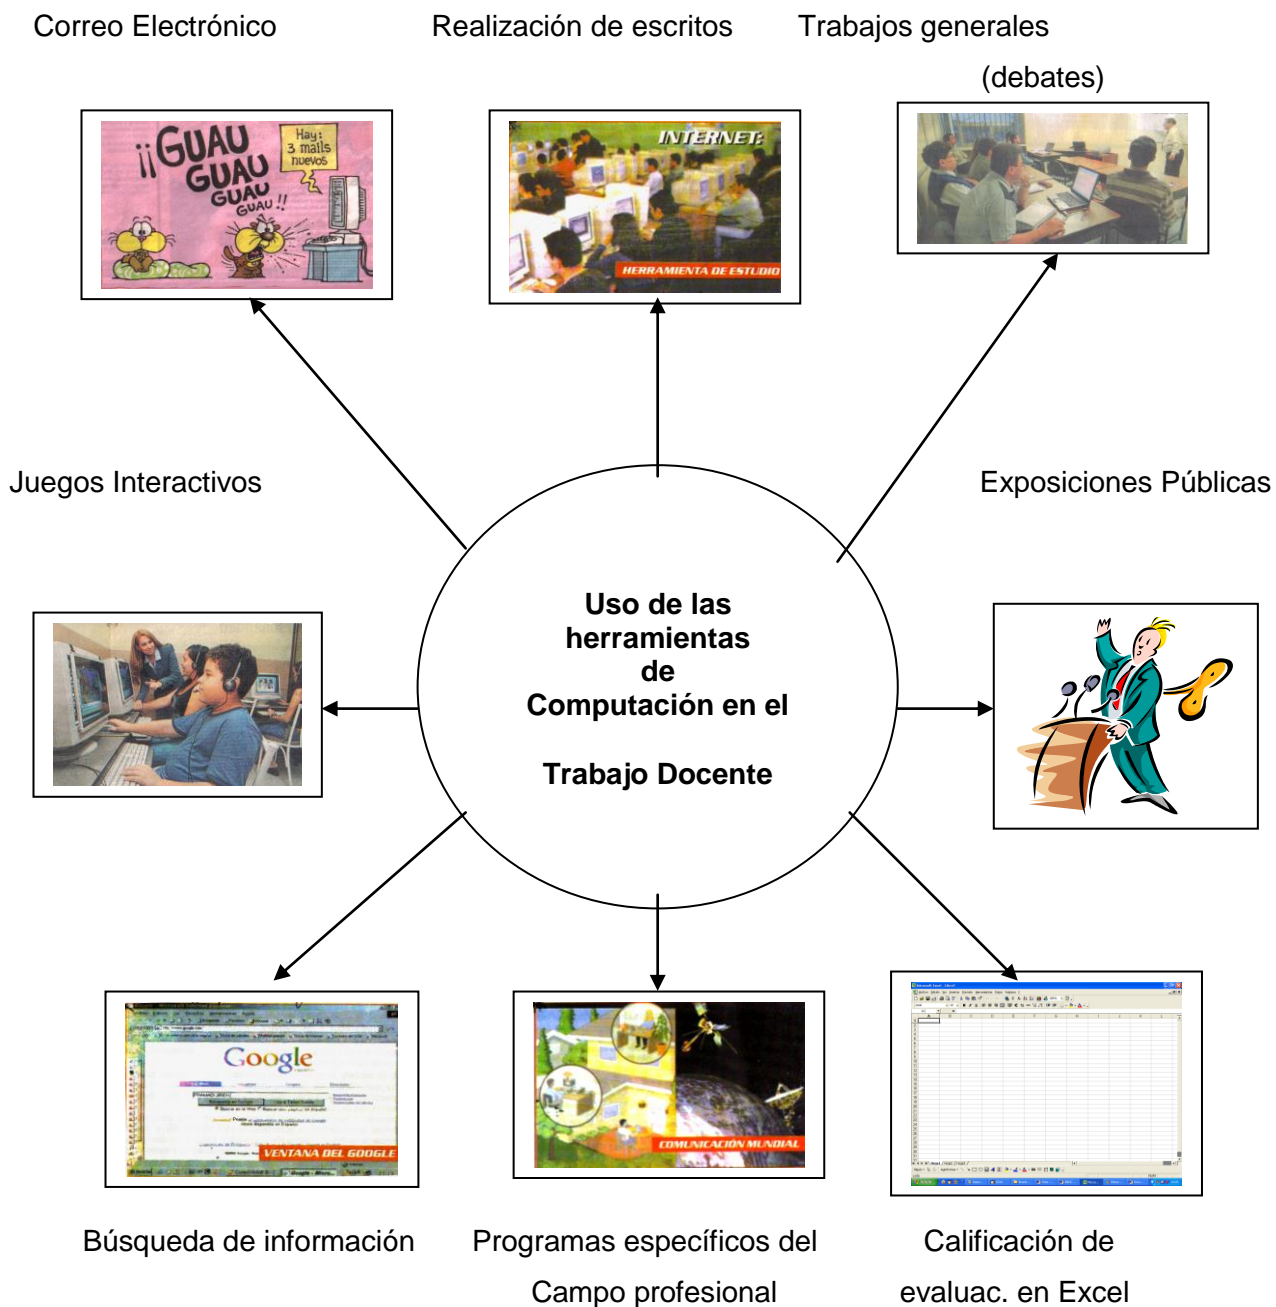 Correo Electrónico
Realización de escritos
Trabajos generales
(debates)
¡¡GUAU
GUAU
GUAU
GUAU !!
Hay:
3 mails
nuevos
INTERNET:
HERRAMIENTA DE ESTUDIO
Juegos Interactivos
Exposiciones Públicas
Uso de las
herramientas
de
Computación en el
Trabajo Docente
Google
VENTANA DEL GOOGLE
COMUNICACIÓN MUNDIAL
Búsqueda de información
Programas específicos del
Campo profesional
Calificación de
evaluac. en Excel